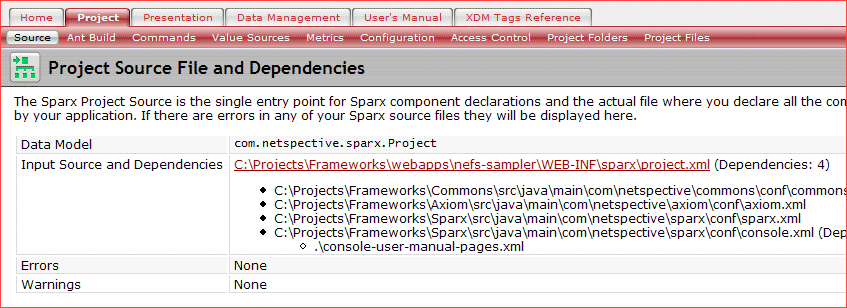 Home Project Presentation Data Management User's Manual XDM Tags Reference
Source Ant Build Commands Value Sources Metrics Configuration Access Control Project Folders Project Files
Project Source File and Dependencies
The Sparx Project Source is the single entry point for Sparx component declarations and the actual file where you declare all the com
by your application. If there are errors in any of your Sparx source files they will be displayed here.
Data Model com.netspective.sparx.Project
Input Source and Dependencies C:\Projects\Frameworks\webapps\nefs-sampler\WEB-INF\sparx\project.xml (Dependencies: 4)
C:\Projects\Frameworks\Commons\src\java\main\com\netspective\commons\conf\commons
C:\Projects\Frameworks\Axiom\src\java\main\com\netspective\axiom\conf\axiom.xml
C:\Projects\Frameworks\Sparx\src\java\main\com\netspective\sparx\conf\sparx.xml
C:\Projects\Frameworks\Sparx\src\java\main\com\netspective\sparx\conf\console.xml (Dep
.\console-user-manual-pages.xml
Errors None
Warnings None